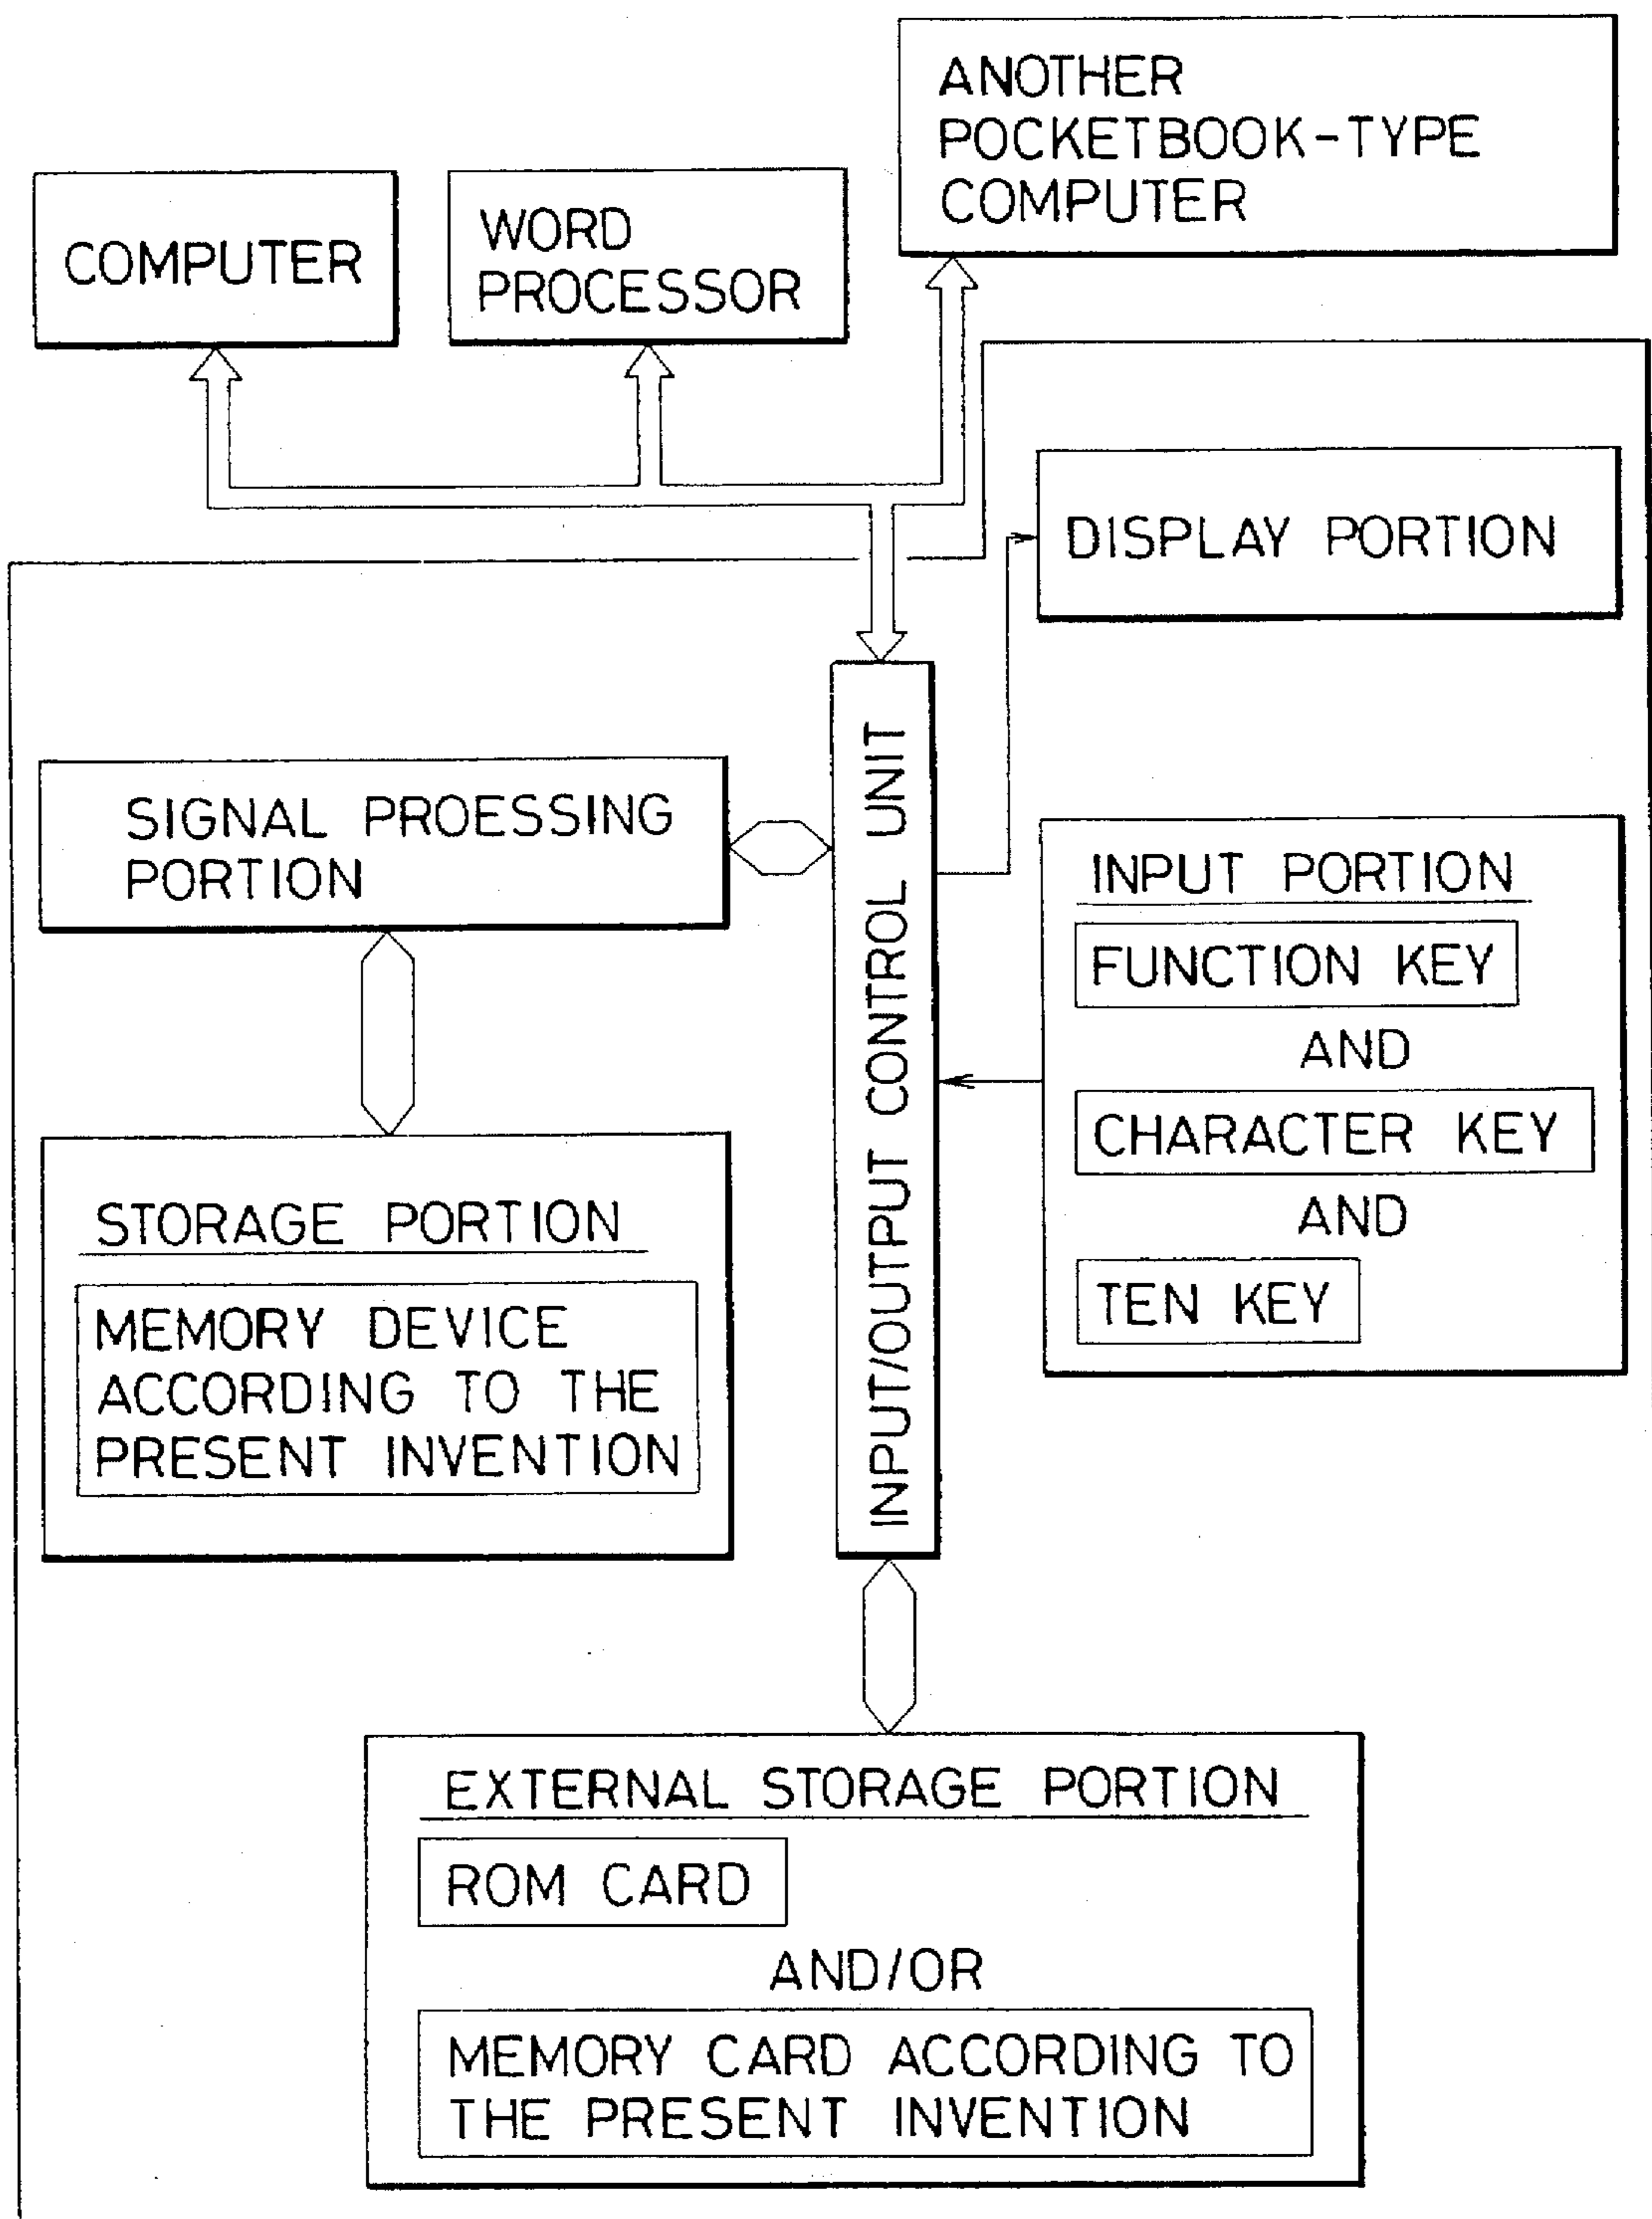 ANOTHER
POCKETBOOK-TYPE
COMPUTER
COMPUTER
WORD
PROCESSOR
DISPLAY PORTION
SIGNAL PROESSING
PORTION
INPUT/OUTPUT CONTROL UNIT
INPUT PORTION
FUNCTION KEY
AND
CHARACTER KEY
AND
TEN KEY
STORAGE PORTION
MEMORY DEVICE
ACCORDING TO THE
PRESENT INVENTION
EXTERNAL STORAGE PORTION
ROM CARD
AND/OR
MEMORY CARD ACCORDING TO
THE PRESENT INVENTION